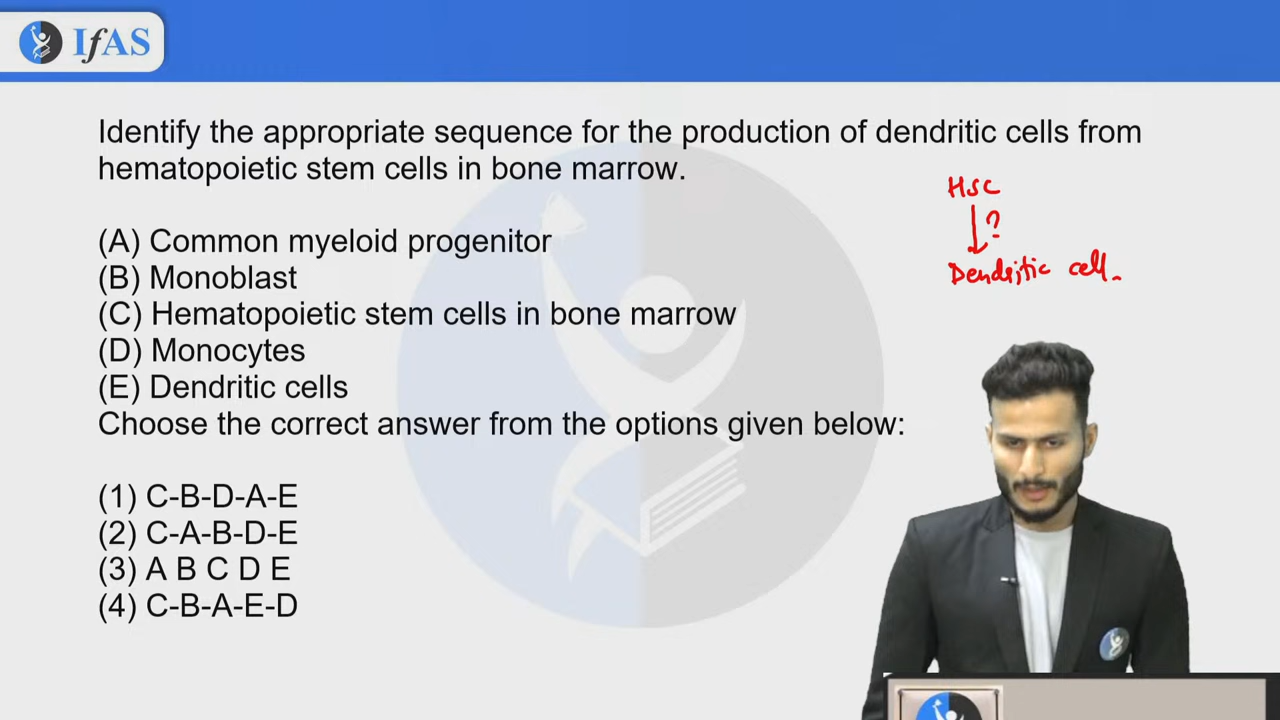 IfAS
Identify the appropriate sequence for the production of dendritic cells from
hematopoietic stem cells in bone marrow.
HSC
?
Dendritic cell.
(A) Common myeloid progenitor
(B) Monoblast
(C) Hematopoietic stem cells in bone marrow
(D) Monocytes
(E) Dendritic cells
Choose the correct answer from the options given below:
(1) C-B-D-A-E
(2) C-A-B-D-E
(3) A B C D E
(4) C-B-A-E-D